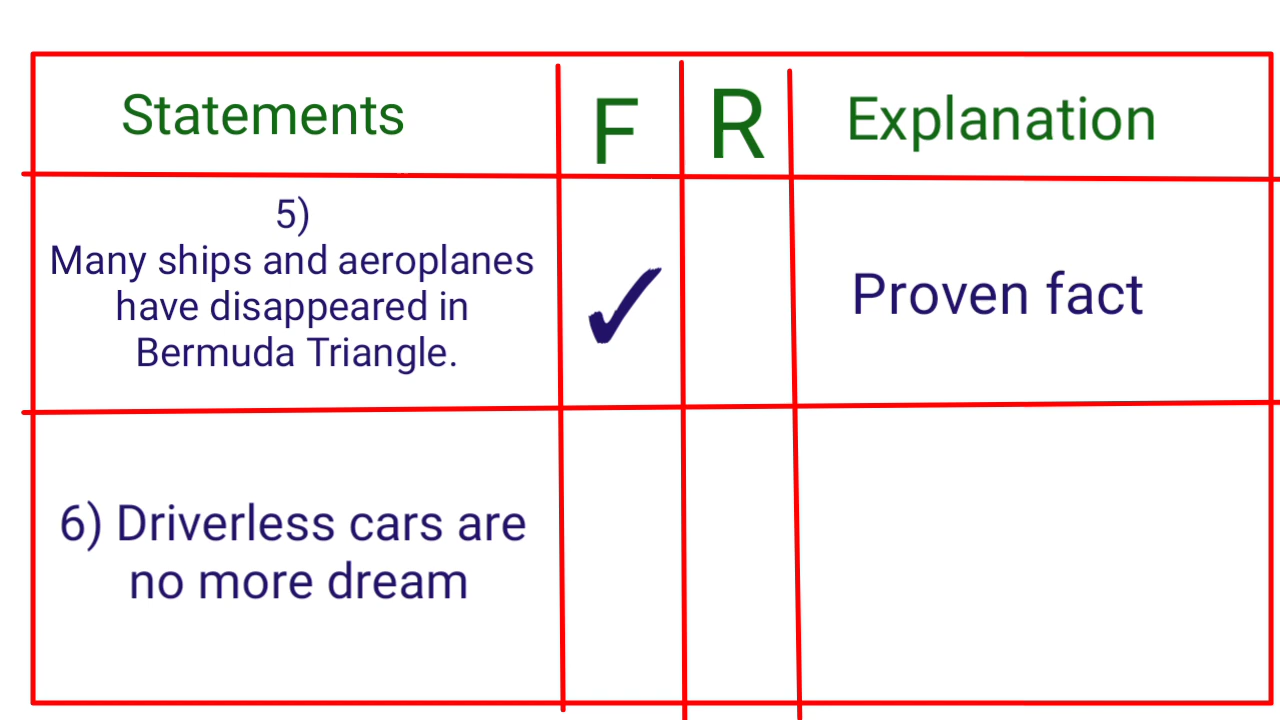 Statements F R Explanation
5)
Many ships and aeroplanes
have disappeared in
Bermuda Triangle.
✓
Proven fact
6) Driverless cars are
no more dream